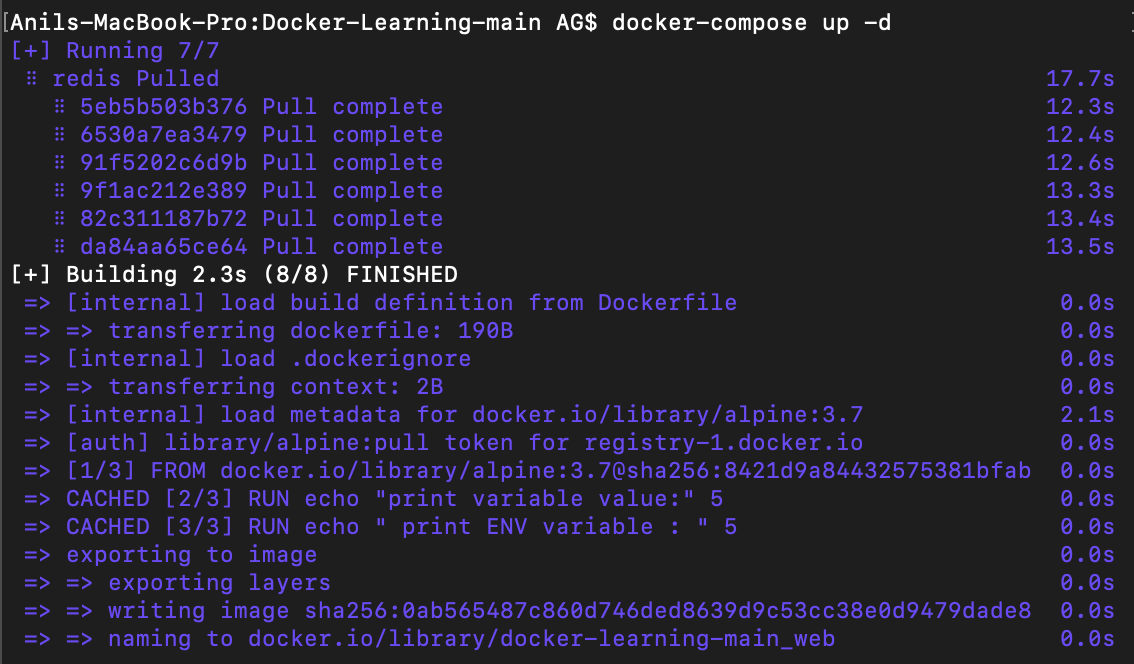 [Anils-MacBook-Pro:Docker-Learning-main AG$ docker-compose up -d ]
[+] Running 7/7
⠿ redis Pulled 17.7s
⠿ 5eb5b503b376 Pull complete 12.3s
⠿ 6530a7ea3479 Pull complete 12.4s
⠿ 91f5202c6d9b Pull complete 12.6s
⠿ 9f1ac212e389 Pull complete 13.3s
⠿ 82c311187b72 Pull complete 13.4s
⠿ da84aa65ce64 Pull complete 13.5s
[+] Building 2.3s (8/8) FINISHED
=> [internal] load build definition from Dockerfile 0.0s
=> => transferring dockerfile: 190B 0.0s
=> [internal] load .dockerignore 0.0s
=> => transferring context: 2B 0.0s
=> [internal] load metadata for docker.io/library/alpine:3.7 2.1s
=> [auth] library/alpine:pull token for registry-1.docker.io 0.0s
=> [1/3] FROM docker.io/library/alpine:3.7@sha256:8421d9a84432575381bfab 0.0s
=> CACHED [2/3] RUN echo "print variable value:" 5 0.0s
=> CACHED [3/3] RUN echo " print ENV variable : " 5 0.0s
=> exporting to image 0.0s
=> => exporting layers 0.0s
=> => writing image sha256:0ab565487c860d746ded8639d9c53cc38e0d9479dade8 0.0s
=> => naming to docker.io/library/docker-learning-main_web 0.0s